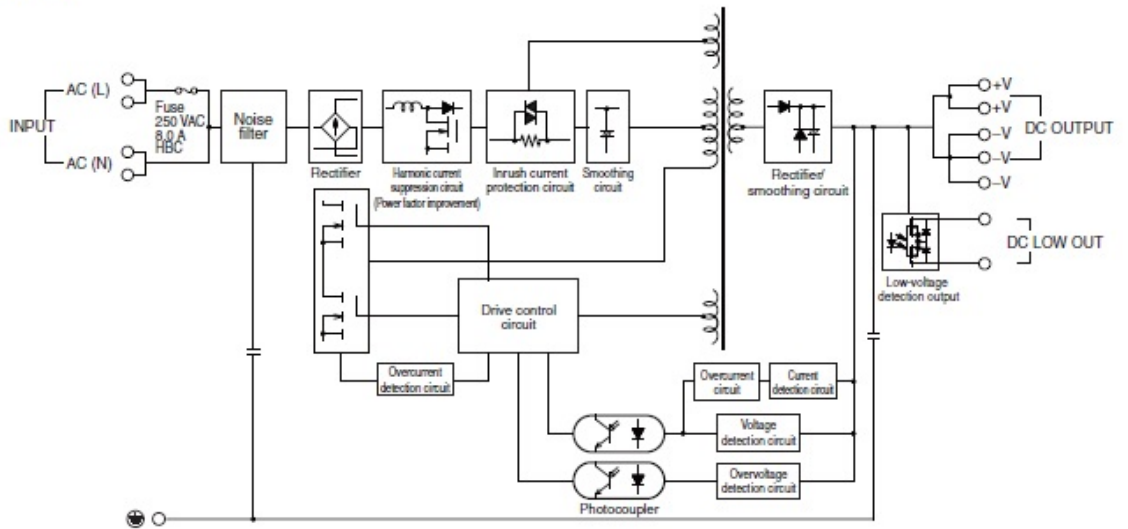 INPUT
AC (L)
AC (N)
Fuse
250 VAC
8.0 A
HBC
Noise
filter
Rectifier
Harmonic current
suppression circuit
(Power factor improvement)
Inrush current
protection circuit
Smoothing
circuit
Rectifier/
smoothing circuit
+V
+V
–V
–V
–V
DC OUTPUT
DC LOW OUT
Low-voltage
detection output
Drive control
circuit
Overcurrent
detection circuit
Overcurrent
circuit
Current
detection circuit
Voltage
detection circuit
Overvoltage
detection circuit
Photocoupler